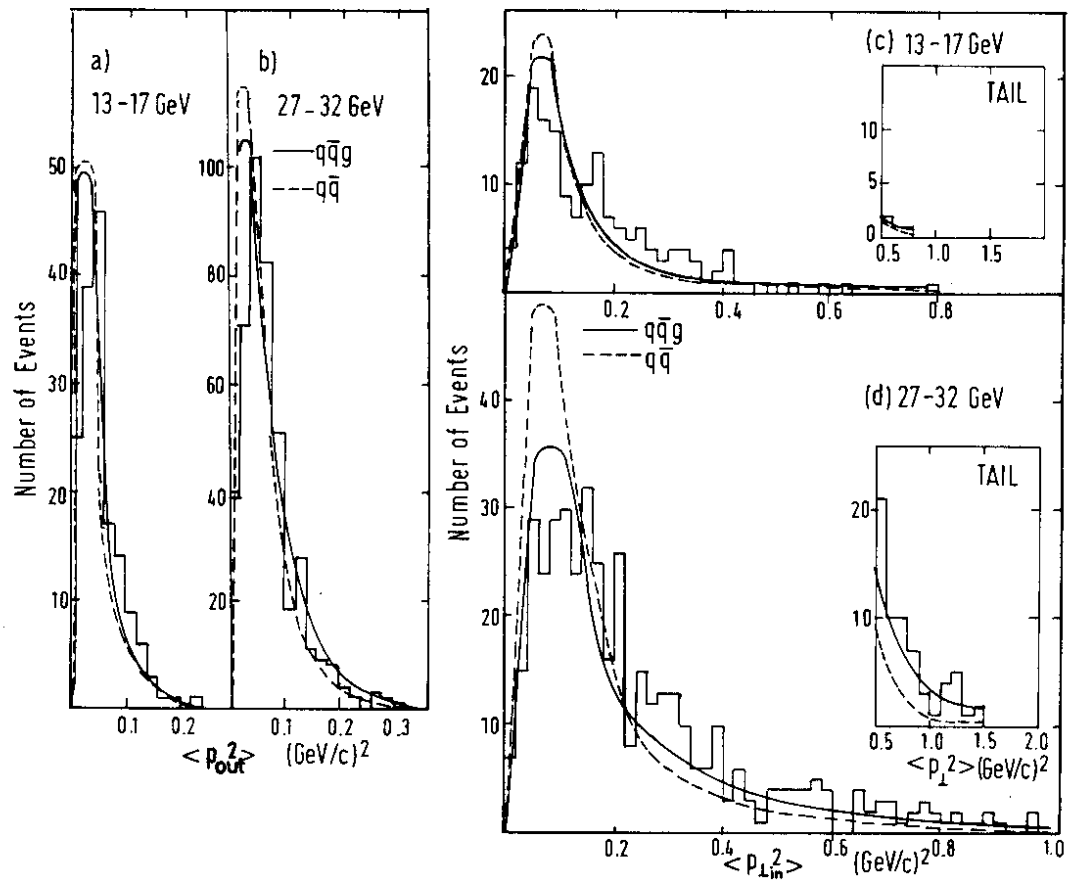 a)
13-17 GeV
b)
27-32 GeV
qq̄g
qq̄
Number of Events
50
40
30
20
10
100
80
60
40
20
0.1
0.2
0.1
0.2
0.3
<p²out> (GeV/c)²
(c) 13-17 GeV
TAIL
10
5
0
0.5
1.0
1.5
20
10
0.2
0.4
0.6
0.8
qq̄g
qq̄
Number of Events
(d) 27-32 GeV
TAIL
20
10
0.5
1.0
1.5
2.0
<p⊥²>(GeV/c)²
40
30
20
10
0.2
0.4
0.6
0.8
1.0
<p²⊥in> (GeV/c)²